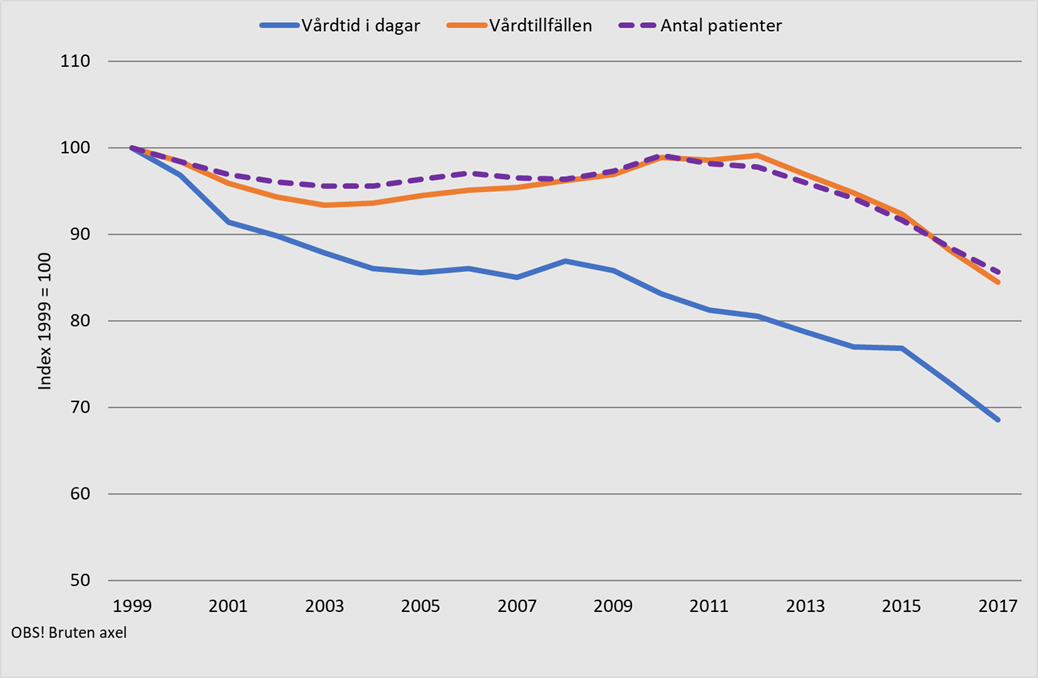 Vårdtid i dagar Vårdtillfällen Antal patienter
110
100
90
80
70
60
50
Index 1999 = 100
1999 2001 2003 2005 2007 2009 2011 2013 2015 2017
OBS! Bruten axel